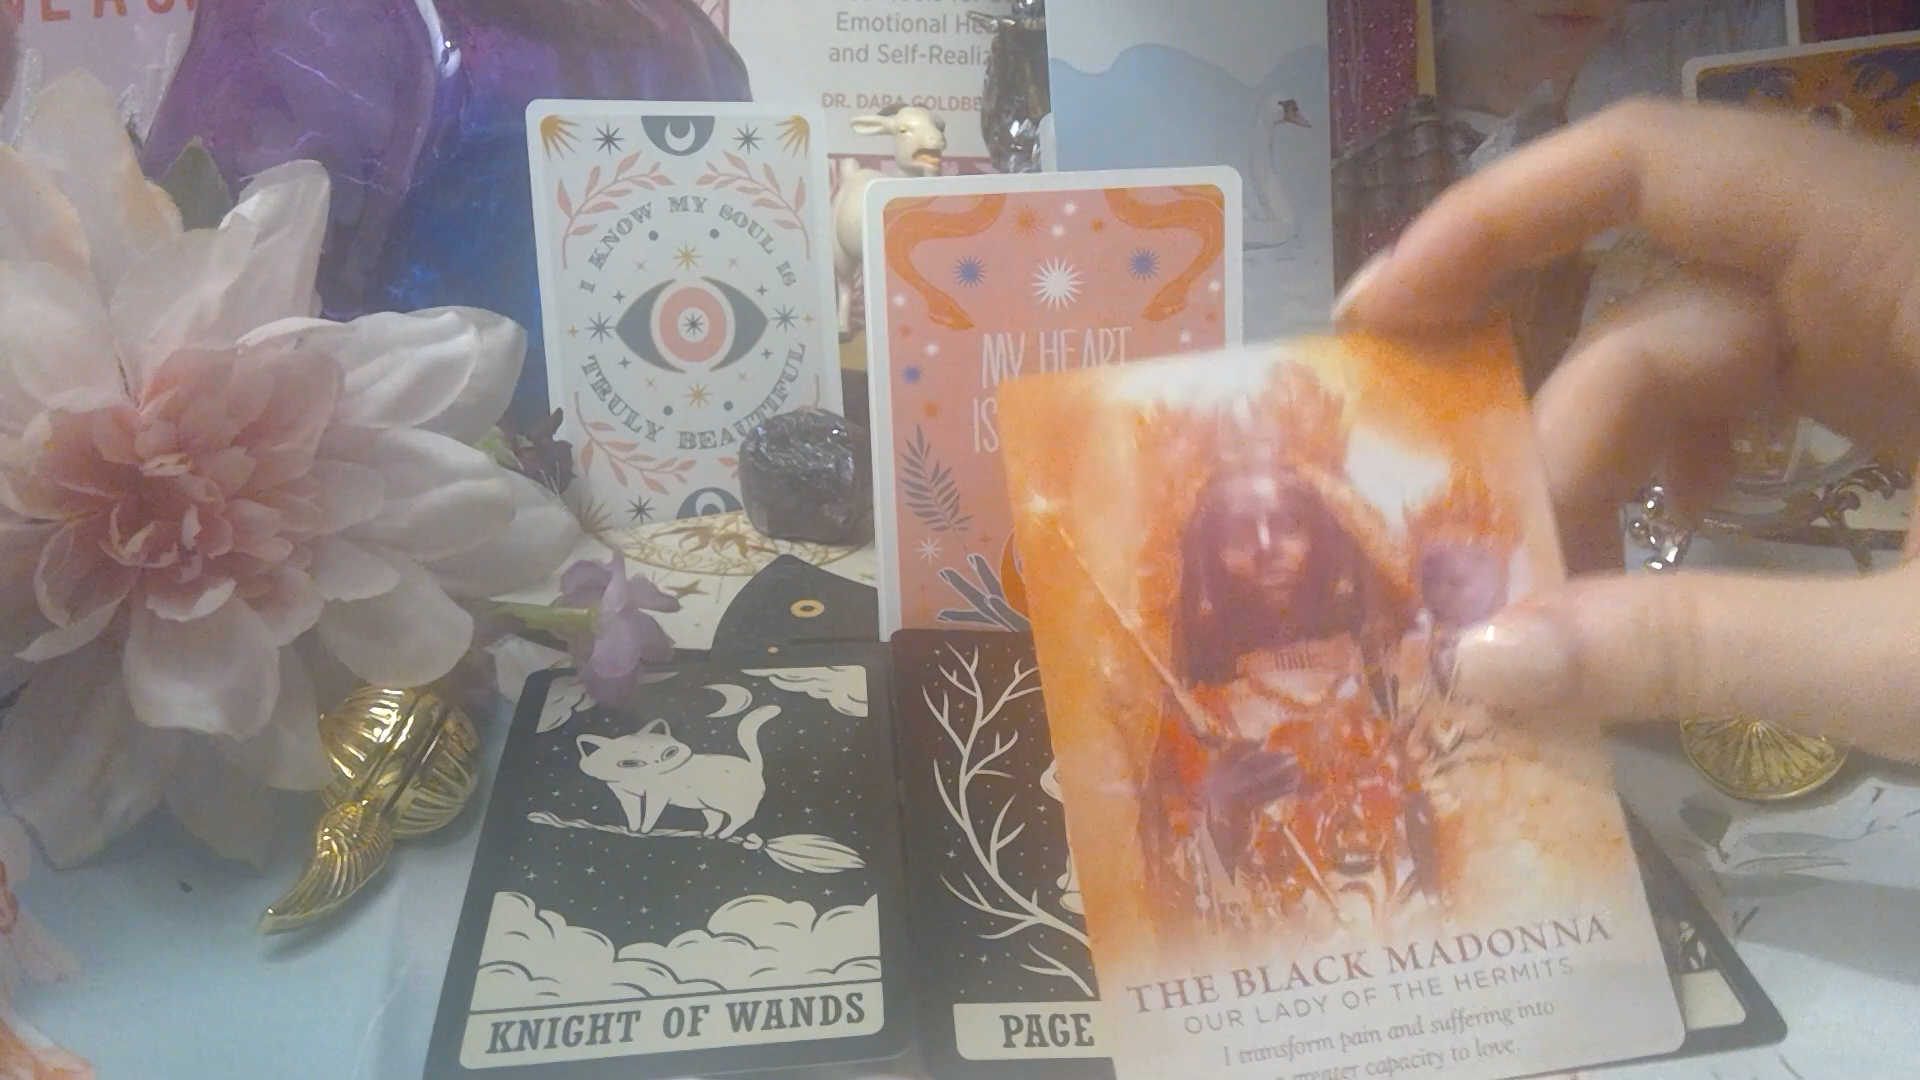 Emotional
and Self-Realiz
DR. DARA GOLDBE
I KNOW MY SOUL IS
TRULY BEAUTIFUL
MY HEART
IS
KNIGHT OF WANDS
PAGE
THE BLACK MADONNA
OUR LADY OF THE HERMITS
I transform pain and suffering into
greater capacity to love.